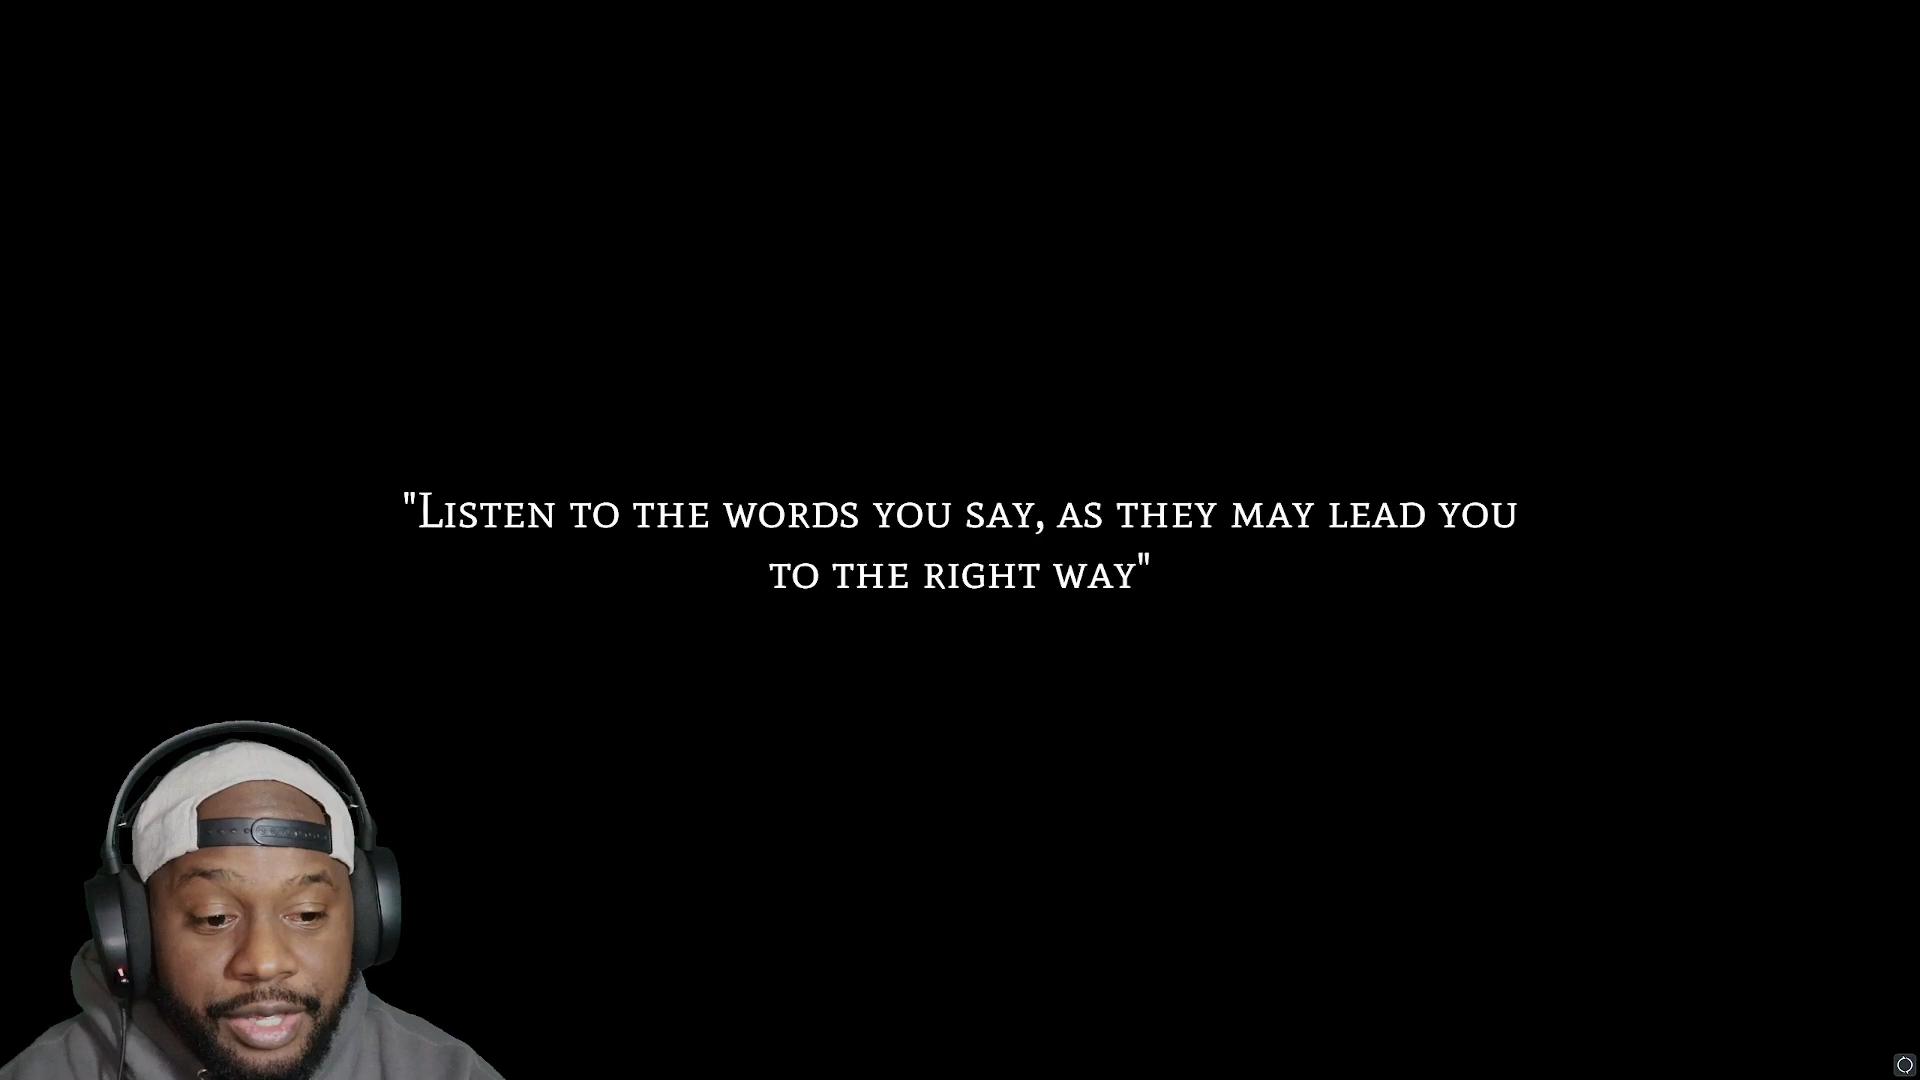 "Listen to the words you say, as they may lead you
to the right way"